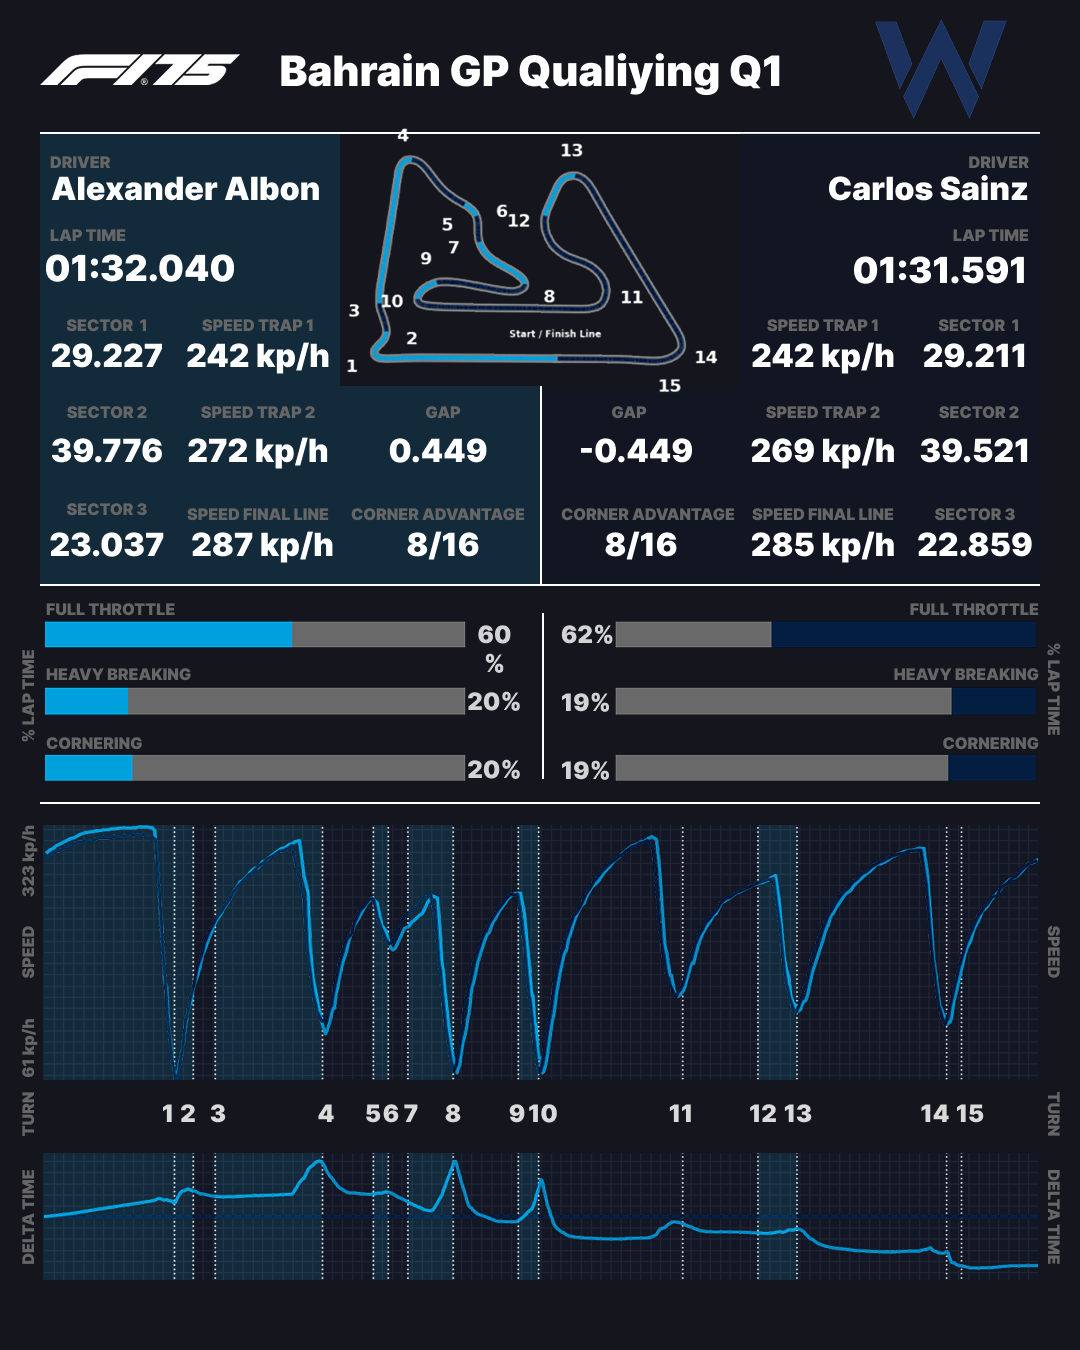 F1.75® Bahrain GP Qualiying Q1 W
4
13
DRIVER DRIVER
Alexander Albon Carlos Sainz
6 12
5
7
LAP TIME LAP TIME
9
01:32.040 01:31.591
10 8 11
3
SECTOR 1 SPEED TRAP 1 2 Start / Finish Line SPEED TRAP 1 SECTOR 1
29.227 242 kp/h 242 kp/h 29.211
1 14
15
SECTOR 2 SPEED TRAP 2 GAP GAP SPEED TRAP 2 SECTOR 2
39.776 272 kp/h 0.449 -0.449 269 kp/h 39.521
SECTOR 3 SPEED FINAL LINE CORNER ADVANTAGE CORNER ADVANTAGE SPEED FINAL LINE SECTOR 3
23.037 287 kp/h 8/16 8/16 285 kp/h 22.859
FULL THROTTLE FULL THROTTLE
60
% 62%
HEAVY BREAKING HEAVY BREAKING
20% 19%
CORNERING CORNERING
20% 19%
% LAP TIME % LAP TIME
323 kp/h
SPEED SPEED
61 kp/h
TURN 1 2 3 4 5 6 7 8 9 10 11 12 13 14 15 TURN
DELTA TIME DELTA TIME